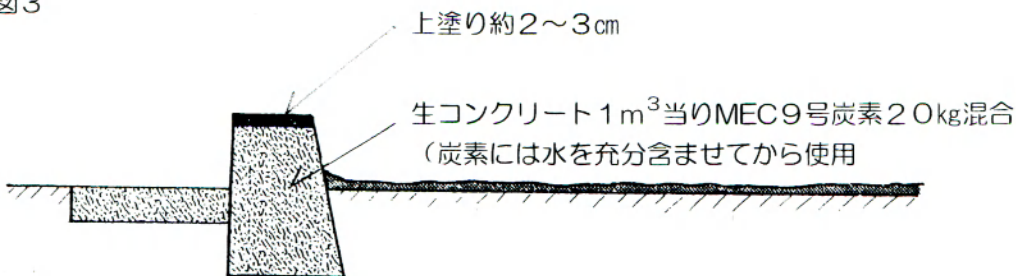 図3
上塗り約2～3㎝
生コンクリート1m³当りMEC9号炭素20㎏混合
（炭素には水を充分含ませてから使用